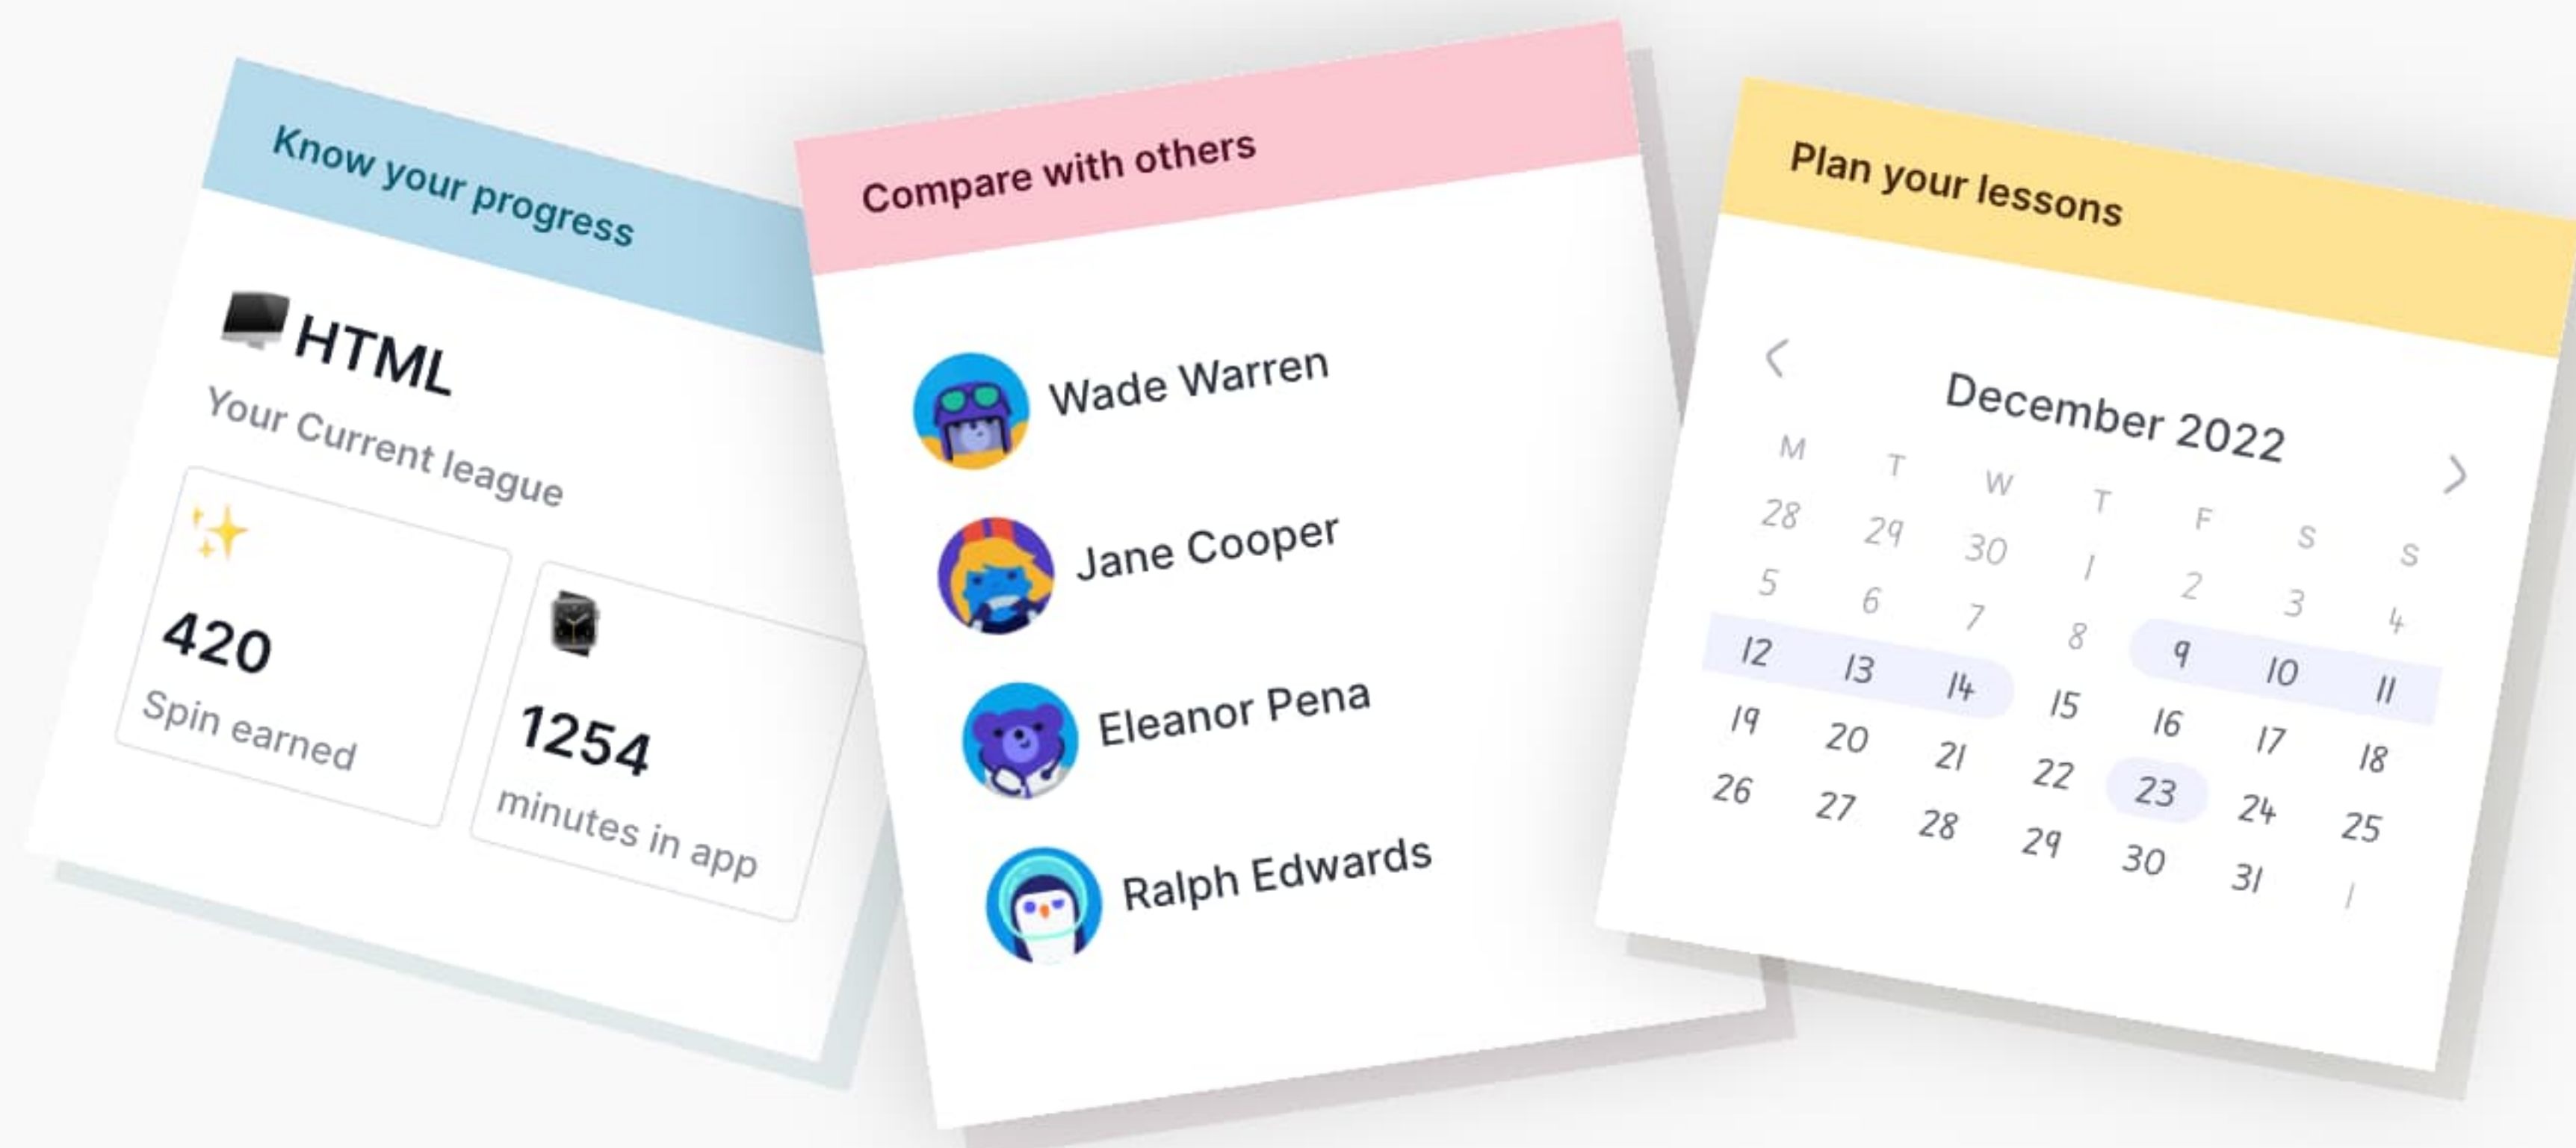 Know your progress
HTML
Your Current league
420
Spin earned
1254
minutes in app
Compare with others
Wade Warren
Jane Cooper
Eleanor Pena
Ralph Edwards
Plan your lessons
December 2022
M T W T F S S
28 29 30 1 2 3 4
5 6 7 8 9 10 11
12 13 14 15 16 17 18
19 20 21 22 23 24 25
26 27 28 29 30 31 1